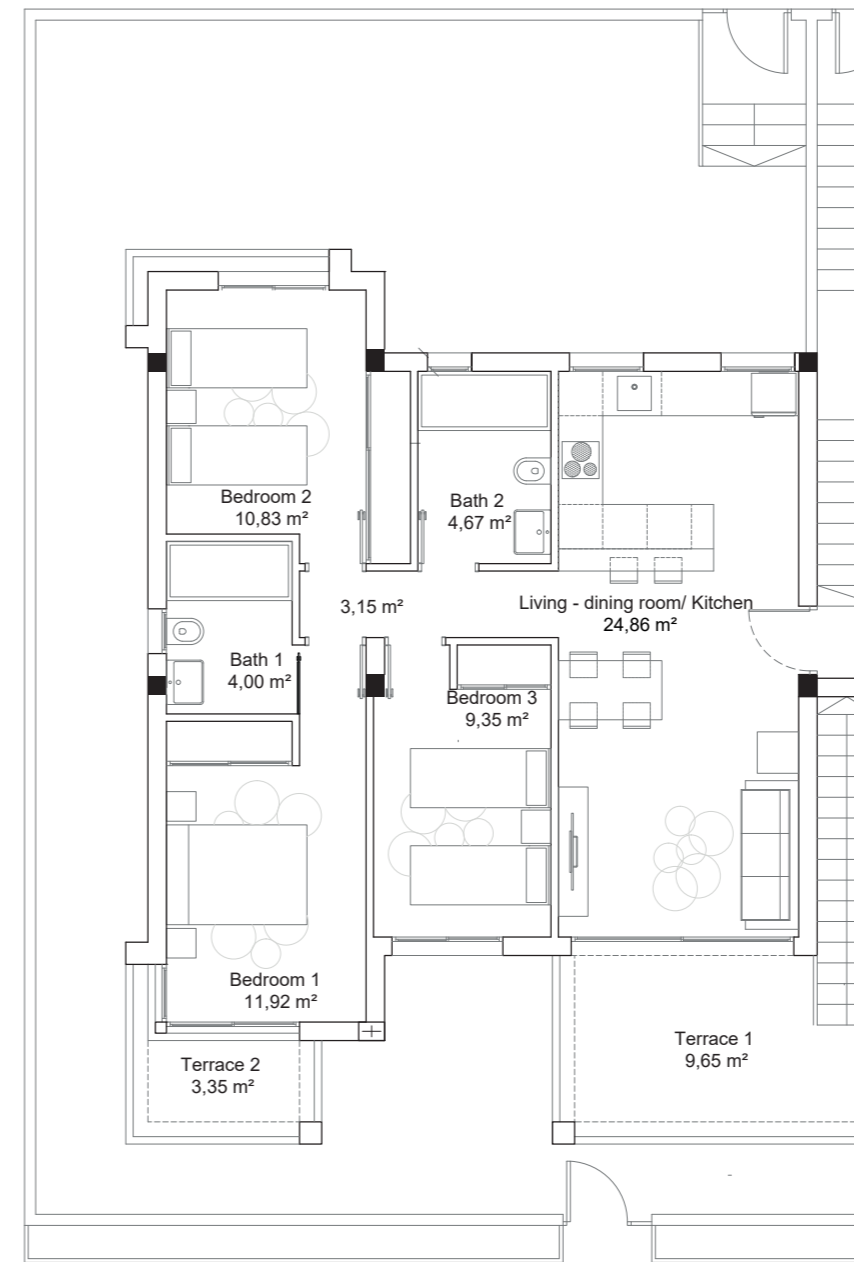 Bedroom 2
10,83 m²
Bath 2
4,67 m²
3,15 m²
Living - dining room/ Kitchen
24,86 m²
Bath 1
4,00 m²
Bedroom 3
9,35 m²
Bedroom 1
11,92 m²
Terrace 1
9,65 m²
Terrace 2
3,35 m²